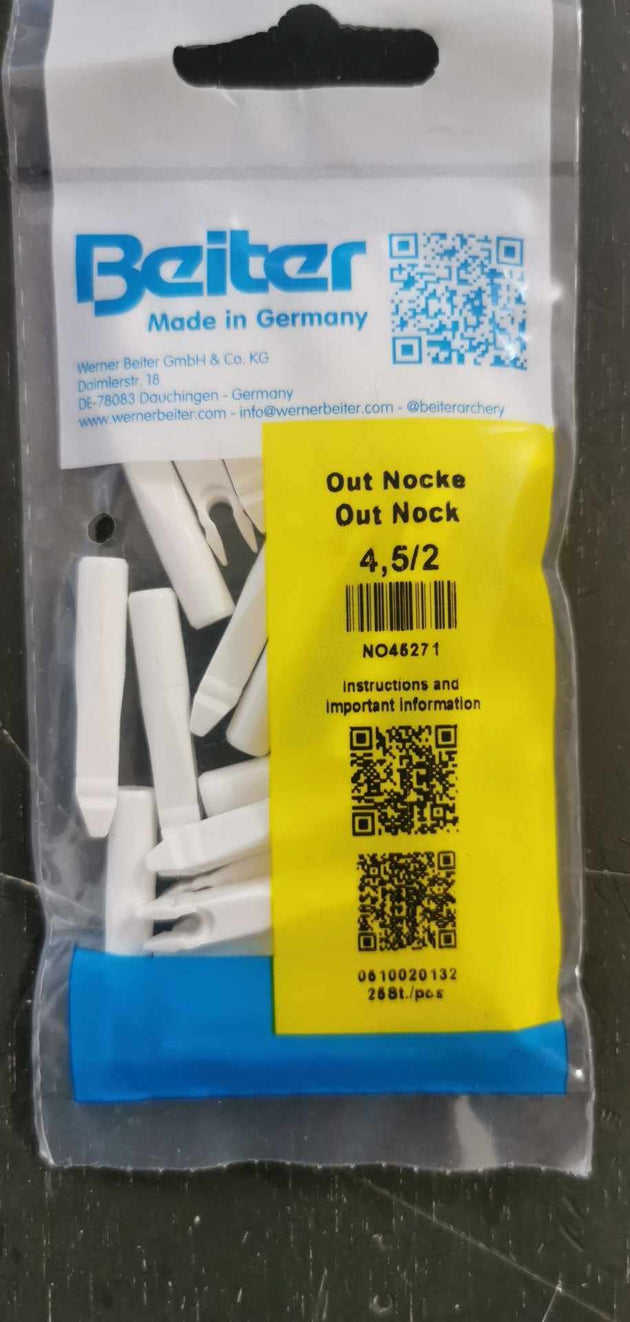 Beiter
Made in Germany
Werner Beiter GmbH & Co. KG
Daimlerstr. 18
DE-78083 Dauchingen - Germany
www.wernerbeiter.com - info@wernerbeiter.com - @beiterarchery
Out Nocke
Out Nock
4,5/2
NO45271
Instructions and
important information
0610020132
25St./pcs